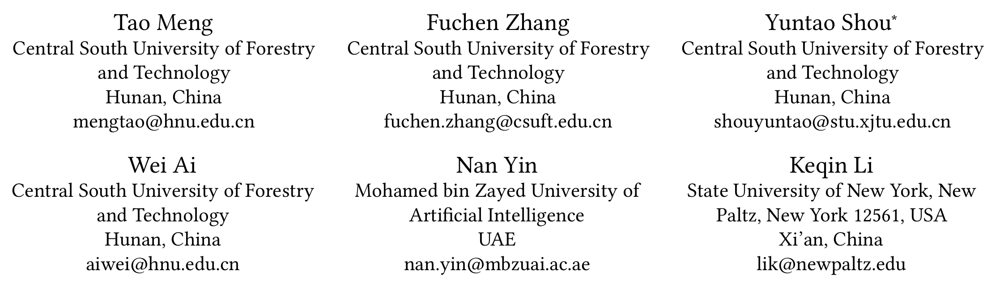 Tao Meng
Central South University of Forestry
and Technology
Hunan, China
mengtao@hnu.edu.cn
Fuchen Zhang
Central South University of Forestry
and Technology
Hunan, China
fuchen.zhang@csuft.edu.cn
Yuntao Shou*
Central South University of Forestry
and Technology
Hunan, China
shouyuntao@stu.xjtu.edu.cn
Wei Ai
Central South University of Forestry
and Technology
Hunan, China
aiwei@hnu.edu.cn
Nan Yin
Mohamed bin Zayed University of
Artificial Intelligence
UAE
nan.yin@mbzuai.ac.ae
Keqin Li
State University of New York, New
Paltz, New York 12561, USA
Xi’an, China
lik@newpaltz.edu